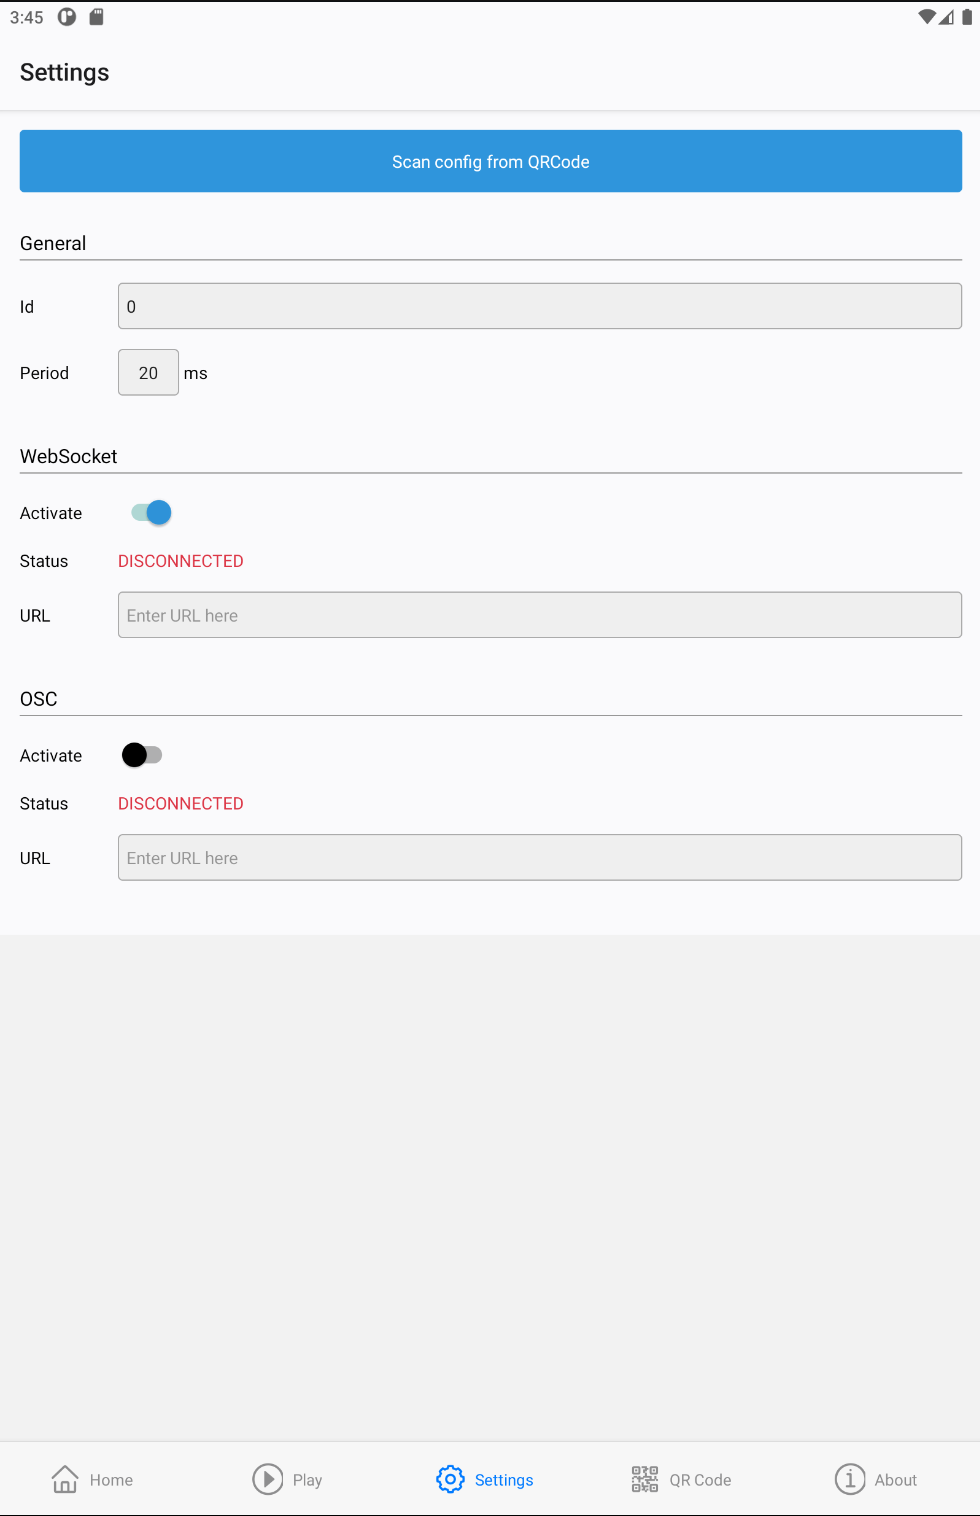 3:45
Settings
Scan config from QRCode
General
Id 0
Period 20 ms
WebSocket
Activate
Status DISCONNECTED
URL Enter URL here
OSC
Activate
Status DISCONNECTED
URL Enter URL here
Home Play Settings QR Code About